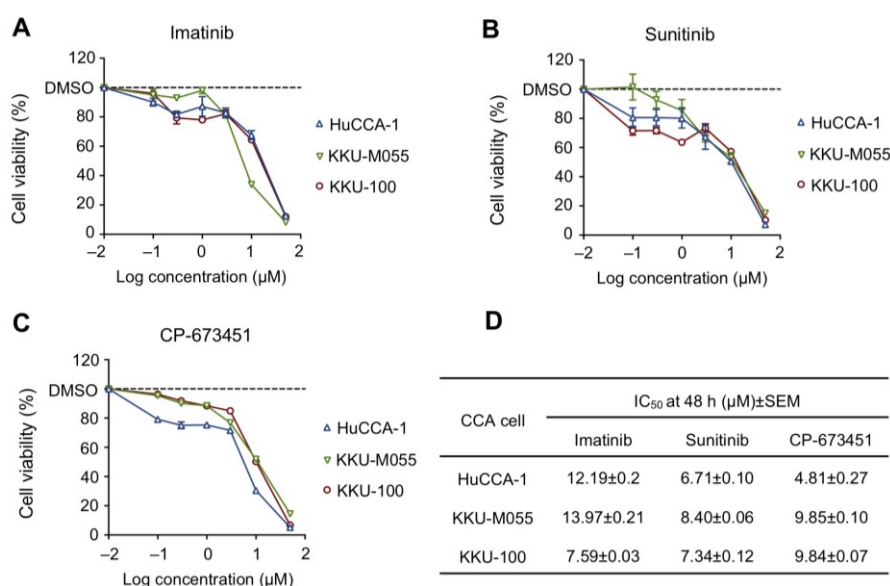 A
Imatinib
120
DMSO
80
60
40
20
0
Cell viability (%)
−2 −1 0 1 2
Log concentration (µM)
HuCCA-1
KKU-M055
KKU-100
B
Sunitinib
120
DMSO
80
60
40
20
0
Cell viability (%)
−2 −1 0 1 2
Log concentration (µM)
HuCCA-1
KKU-M055
KKU-100
C
CP-673451
120
DMSO
80
60
40
20
0
Cell viability (%)
−2 −1 0 1 2
Log concentration (µM)
HuCCA-1
KKU-M055
KKU-100
D
CCA cell IC50 at 48 h (µM)±SEM
Imatinib Sunitinib CP-673451
HuCCA-1 12.19±0.2 6.71±0.10 4.81±0.27
KKU-M055 13.97±0.21 8.40±0.06 9.85±0.10
KKU-100 7.59±0.03 7.34±0.12 9.84±0.07